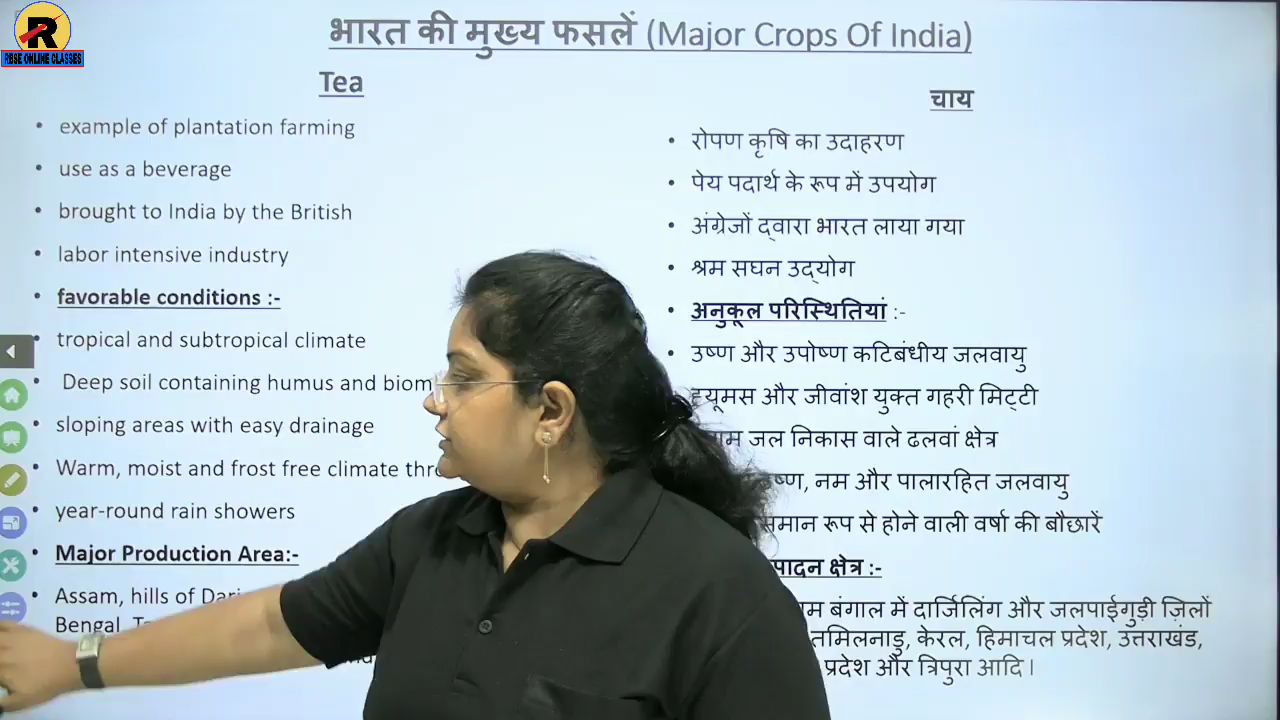 R
RBSE ONLINE CLASSES
भारत की मुख्य फसलें (Major Crops Of India)
Tea
• example of plantation farming
• use as a beverage
• brought to India by the British
• labor intensive industry
• favorable conditions :-
• tropical and subtropical climate
• Deep soil containing humus and
• sloping areas with easy drainage
• Warm, moist and frost free climate
• year-round rain showers
• Major Production Area:-
Assam, hills of
Bengal,
चाय
• रोपण कृषि का उदाहरण
• पेय पदार्थ के रूप में उपयोग
• अंग्रेजों द्वारा भारत लाया गया
• श्रम सघन उद्योग
• अनुकूल परिस्थितियां :-
• उष्ण और उपोष्ण कटिबंधीय जलवायु
ह्यूमस और जीवांश युक्त गहरी मिट्टी
जल निकास वाले ढलवां क्षेत्र
नम और पालारहित जलवायु
समान रूप से होने वाली वर्षा की बौछारें
क्षेत्र :-
बंगाल में दार्जिलिंग और जलपाईगुड़ी ज़िलों
तमिलनाडु, केरल, हिमाचल प्रदेश, उत्तराखंड,
प्रदेश और त्रिपुरा आदि ।